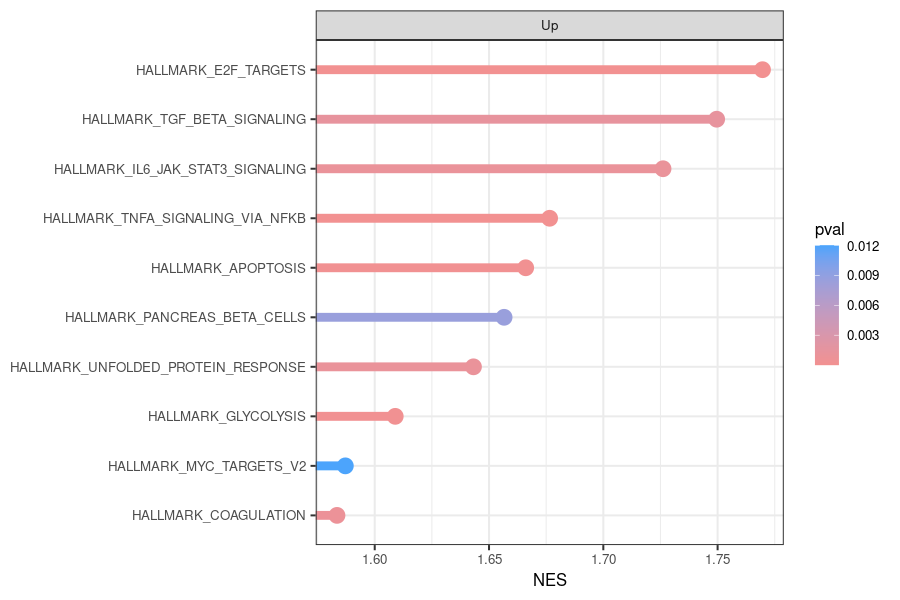 Up
HALLMARK_E2F_TARGETS
HALLMARK_TGF_BETA_SIGNALING
HALLMARK_IL6_JAK_STAT3_SIGNALING
HALLMARK_TNFA_SIGNALING_VIA_NFKB
HALLMARK_APOPTOSIS
HALLMARK_PANCREAS_BETA_CELLS
HALLMARK_UNFOLDED_PROTEIN_RESPONSE
HALLMARK_GLYCOLYSIS
HALLMARK_MYC_TARGETS_V2
HALLMARK_COAGULATION
1.60 1.65 1.70 1.75
NES
pval
0.012
0.009
0.006
0.003